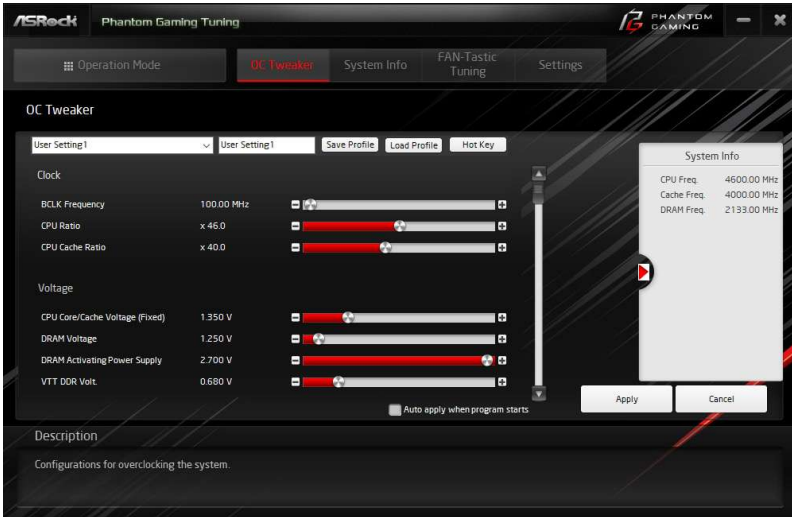 ASRock
Phantom Gaming Tuning
PHANTOM
GAMING
Operation Mode
OC Tweaker
System Info
FAN-Tastic
Tuning
Settings
OC Tweaker
User Setting1
User Setting1
Save Profile
Load Profile
Hot Key
Clock
BCLK Frequency 100.00 MHz
CPU Ratio x 46.0
CPU Cache Ratio x 40.0
Voltage
CPU Core/Cache Voltage (Fixed) 1.350 V
DRAM Voltage 1.250 V
DRAM Activating Power Supply 2.700 V
VTT DDR Volt. 0.680 V
Auto apply when program starts
System Info
CPU Freq. 4600.00 MHz
Cache Freq. 4000.00 MHz
DRAM Freq. 2133.00 MHz
Apply
Cancel
Description
Configurations for overclocking the system.